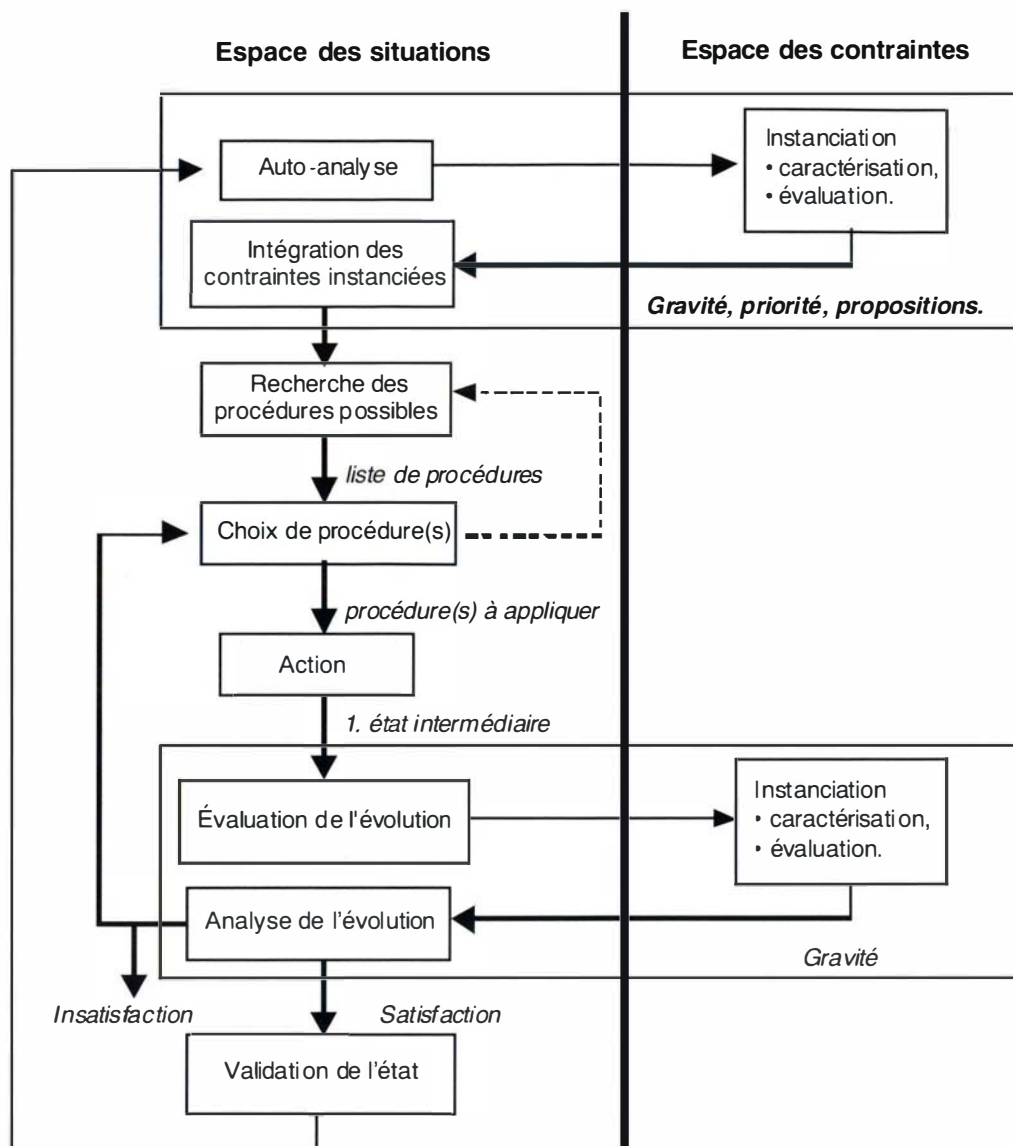 Espace des situations
Espace des contraintes
Auto-analyse
Instanciation
• caractérisation,
• évaluation.
Intégration des
contraintes instanciées
Gravité, priorité, propositions.
Recherche des
procédures possibles
liste de procédures
Choix de procédure(s)
procédure(s) à appliquer
Action
1. état intermédiaire
Évaluation de l'évolution
Instanciation
• caractérisation,
• évaluation.
Analyse de l'évolution
Gravité
Insatisfaction
Satisfaction
Validation de l'état